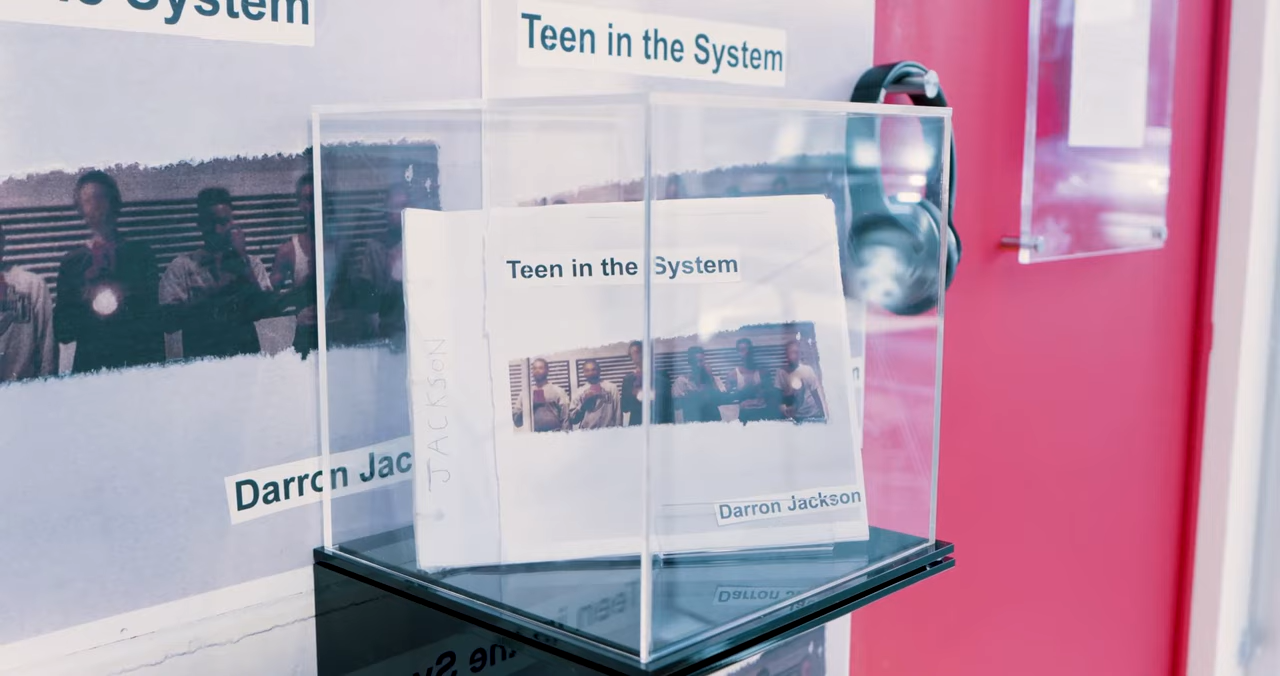 e System
Teen in the System
Teen in the System
JACKSON
Darron Jac
Darron Jackson